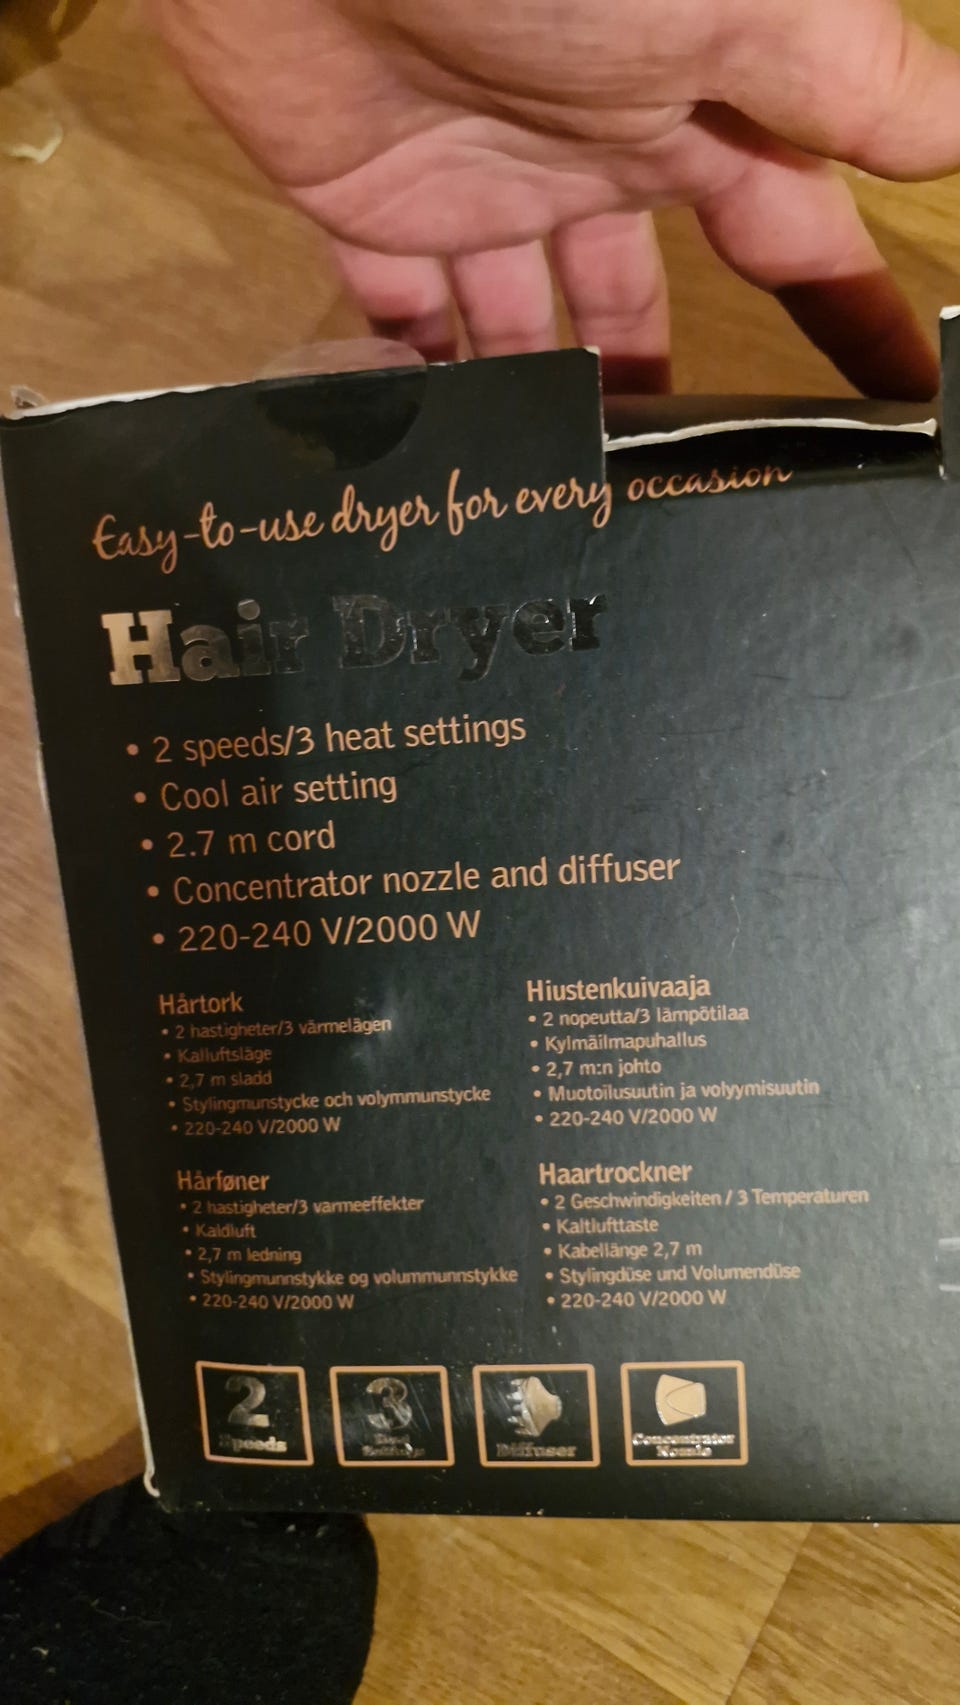 Easy-to-use dryer for every occasion
Hair Dryer
• 2 speeds/3 heat settings
• Cool air setting
• 2.7 m cord
• Concentrator nozzle and diffuser
• 220-240 V/2000 W
Hårtork
• 2 hastigheter/3 värmelägen
• Kalluftsläge
• 2,7 m sladd
• Stylingmunstycke och volymmunstycke
• 220-240 V/2000 W
Hiustenkuivaaja
• 2 nopeutta/3 lämpötilaa
• Kylmäilmapuhallus
• 2,7 m:n johto
• Muotoilusuutin ja volyymisuutin
• 220-240 V/2000 W
Hårføner
• 2 hastigheter/3 varmeeffekter
• Kaldluft
• 2,7 m ledning
• Stylingmunnstykke og volummunnstykke
• 220-240 V/2000 W
Haartrockner
• 2 Geschwindigkeiten / 3 Temperaturen
• Kaltlufttaste
• Kabellänge 2,7 m
• Stylingdüse und Volumendüse
• 220-240 V/2000 W
2
Speeds
3
Heat
Settings
Diffuser
Concentrator
Nozzle